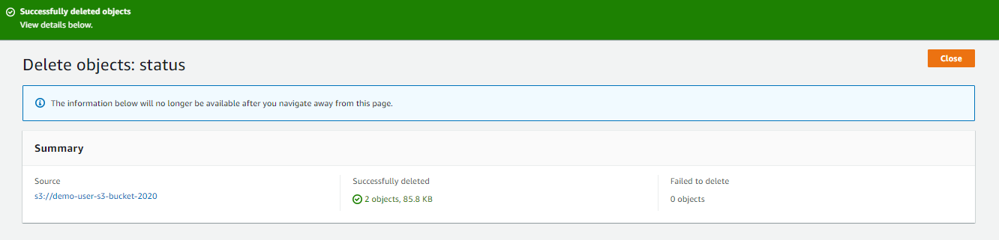 Successfully deleted objects
View details below.
Delete objects: status
Close
The information below will no longer be available after you navigate away from this page.
Summary
Source
s3://demo-user-s3-bucket-2020
Successfully deleted
2 objects, 85.8 KB
Failed to delete
0 objects